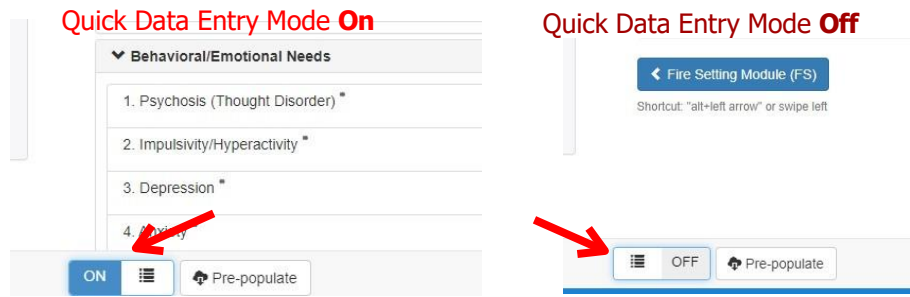 Quick Data Entry Mode On
Behavioral/Emotional Needs
1. Psychosis (Thought Disorder) *
2. Impulsivity/Hyperactivity *
3. Depression *
4. Anxiety
ON
Pre-populate
Quick Data Entry Mode Off
Fire Setting Module (FS)
Shortcut: "alt+left arrow" or swipe left
OFF
Pre-populate